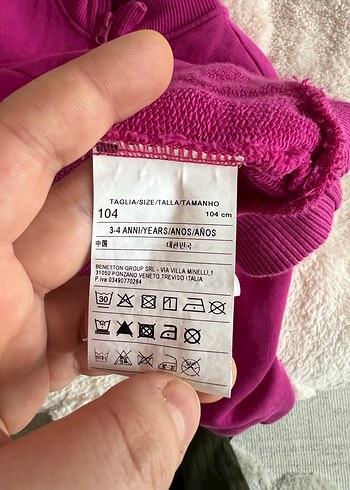 TAGLIA/SIZE/TALLA/TAMANHO
104 104 cm
3-4 ANNI/YEARS/ANOS/AÑOS
中国 대한민국
BENETTON GROUP SRL - VIA VILLA MINELLI,1
31050 PONZANO VENETO TREVISO ITALIA
P.iva 03490770264
30